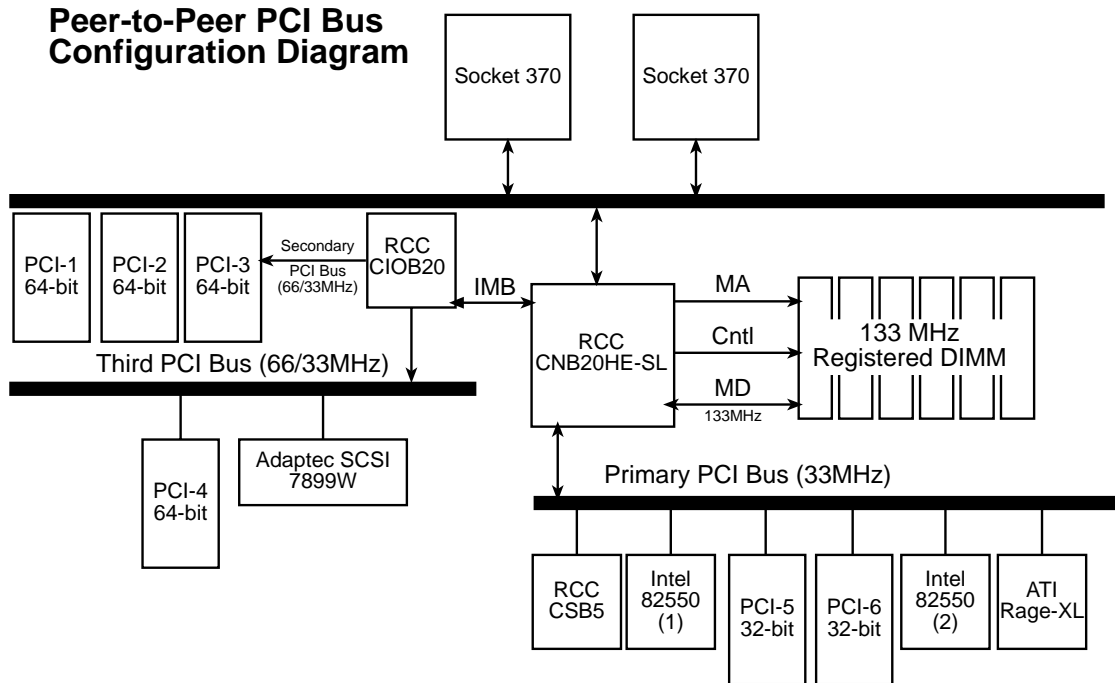 Peer-to-Peer PCI Bus
Configuration Diagram
Socket 370
Socket 370
PCI-1
64-bit
PCI-2
64-bit
PCI-3
64-bit
Secondary
PCI Bus
(66/33MHz)
RCC
CIOB20
IMB
RCC
CNB20HE-SL
MA
Cntl
MD
133MHz
133 MHz
Registered DIMM
Third PCI Bus (66/33MHz)
PCI-4
64-bit
Adaptec SCSI
7899W
Primary PCI Bus (33MHz)
RCC
CSB5
Intel
82550
(1)
PCI-5
32-bit
PCI-6
32-bit
Intel
82550
(2)
ATI
Rage-XL